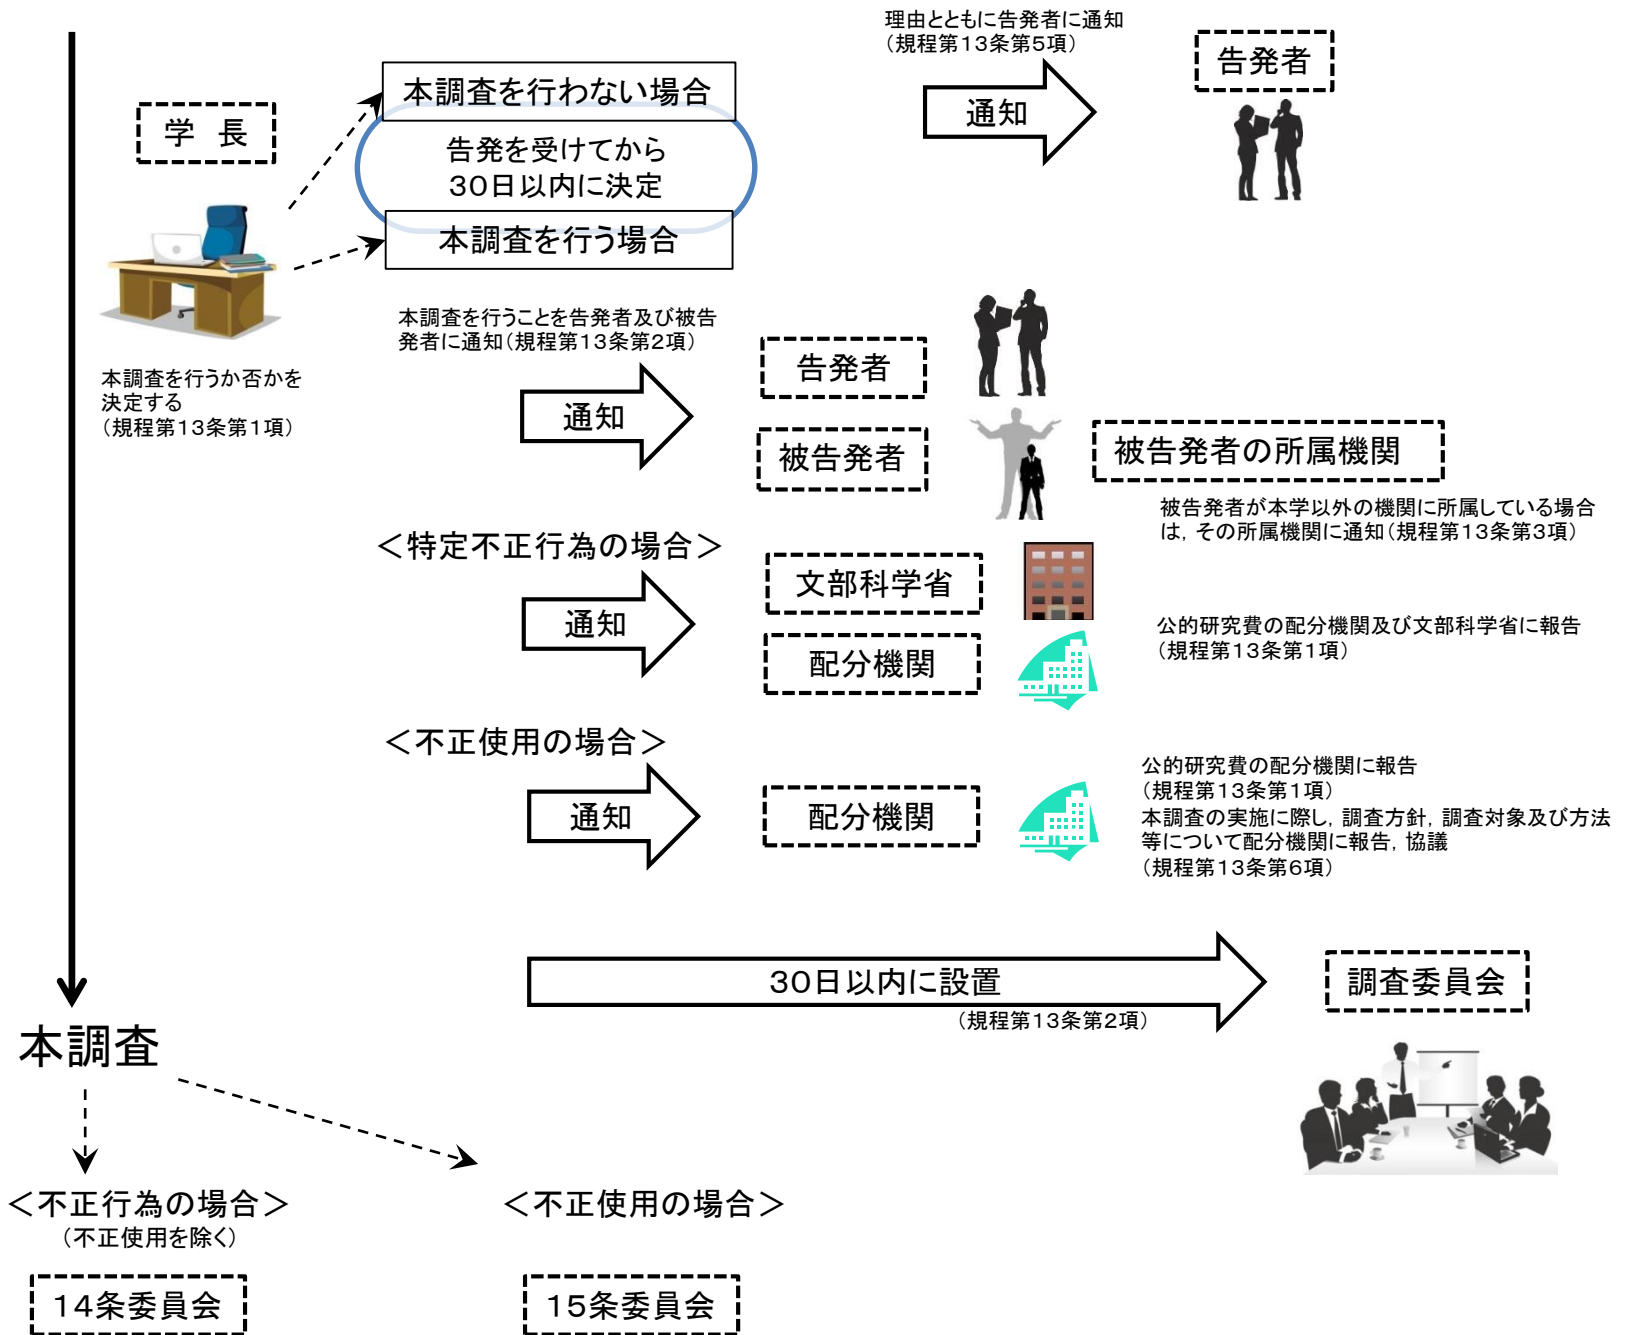 理由とともに告発者に通知
（規程第13条第5項）
告発者
通知
本調査を行わない場合
学 長
告発を受けてから
30日以内に決定
本調査を行う場合
本調査を行うことを告発者及び被告
発者に通知（規程第13条第2項）
本調査を行うか否かを
決定する
（規程第13条第1項）
通知
告発者
被告発者
被告発者の所属機関
被告発者が本学以外の機関に所属している場合
は，その所属機関に通知（規程第13条第3項）
＜特定不正行為の場合＞
通知
文部科学省
配分機関
公的研究費の配分機関及び文部科学省に報告
（規程第13条第1項）
＜不正使用の場合＞
通知
配分機関
公的研究費の配分機関に報告
（規程第13条第1項）
本調査の実施に際し，調査方針，調査対象及び方法
等について配分機関に報告，協議
（規程第13条第6項）
30日以内に設置
（規程第13条第2項）
調査委員会
本調査
＜不正行為の場合＞
（不正使用を除く）
＜不正使用の場合＞
14条委員会
15条委員会